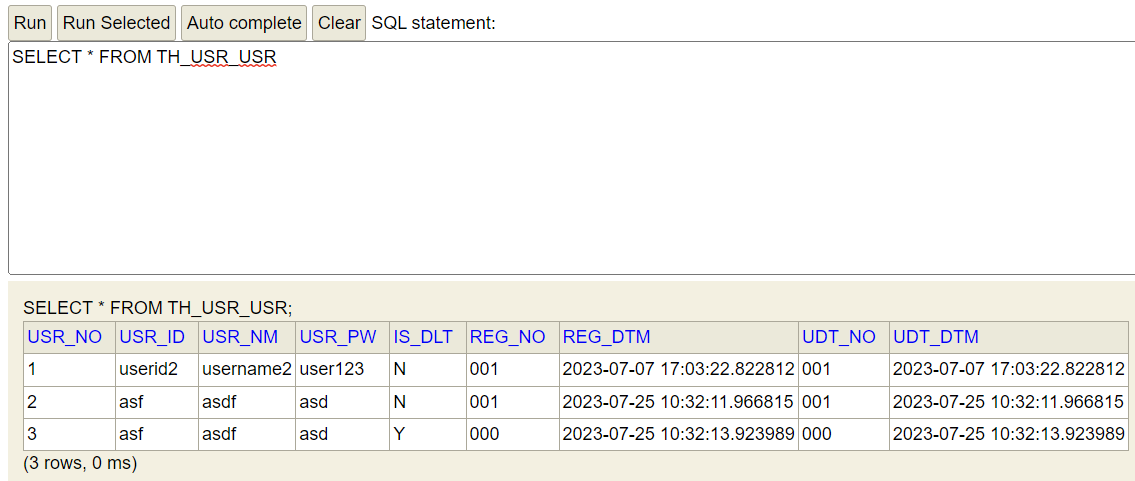 Run Run Selected Auto complete Clear SQL statement:
SELECT * FROM TH_USR_USR
SELECT * FROM TH_USR_USR;
USR_NO USR_ID USR_NM USR_PW IS_DLT REG_NO REG_DTM UDT_NO UDT_DTM
1 userid2 username2 user123 N 001 2023-07-07 17:03:22.822812 001 2023-07-07 17:03:22.822812
2 asf asdf asd N 001 2023-07-25 10:32:11.966815 001 2023-07-25 10:32:11.966815
3 asf asdf asd Y 000 2023-07-25 10:32:13.923989 000 2023-07-25 10:32:13.923989
(3 rows, 0 ms)